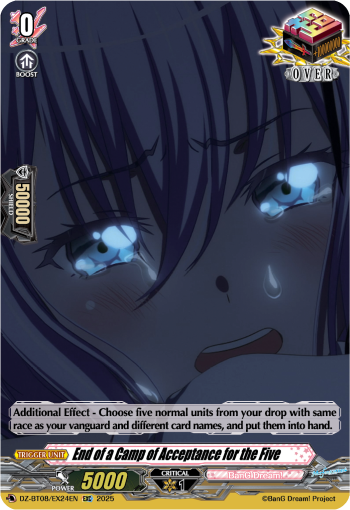 0
GRADE
BOOST
+100000000
OVER
50000
SHIELD
Additional Effect - Choose five normal units from your drop with same
race as your vanguard and different card names, and put them into hand.
TRIGGER UNIT
End of a Camp of Acceptance for the Five
POWER 5000
CRITICAL
1
BanG Dream!
DZ-BT08/EX24EN 2025
©BanG Dream! Project